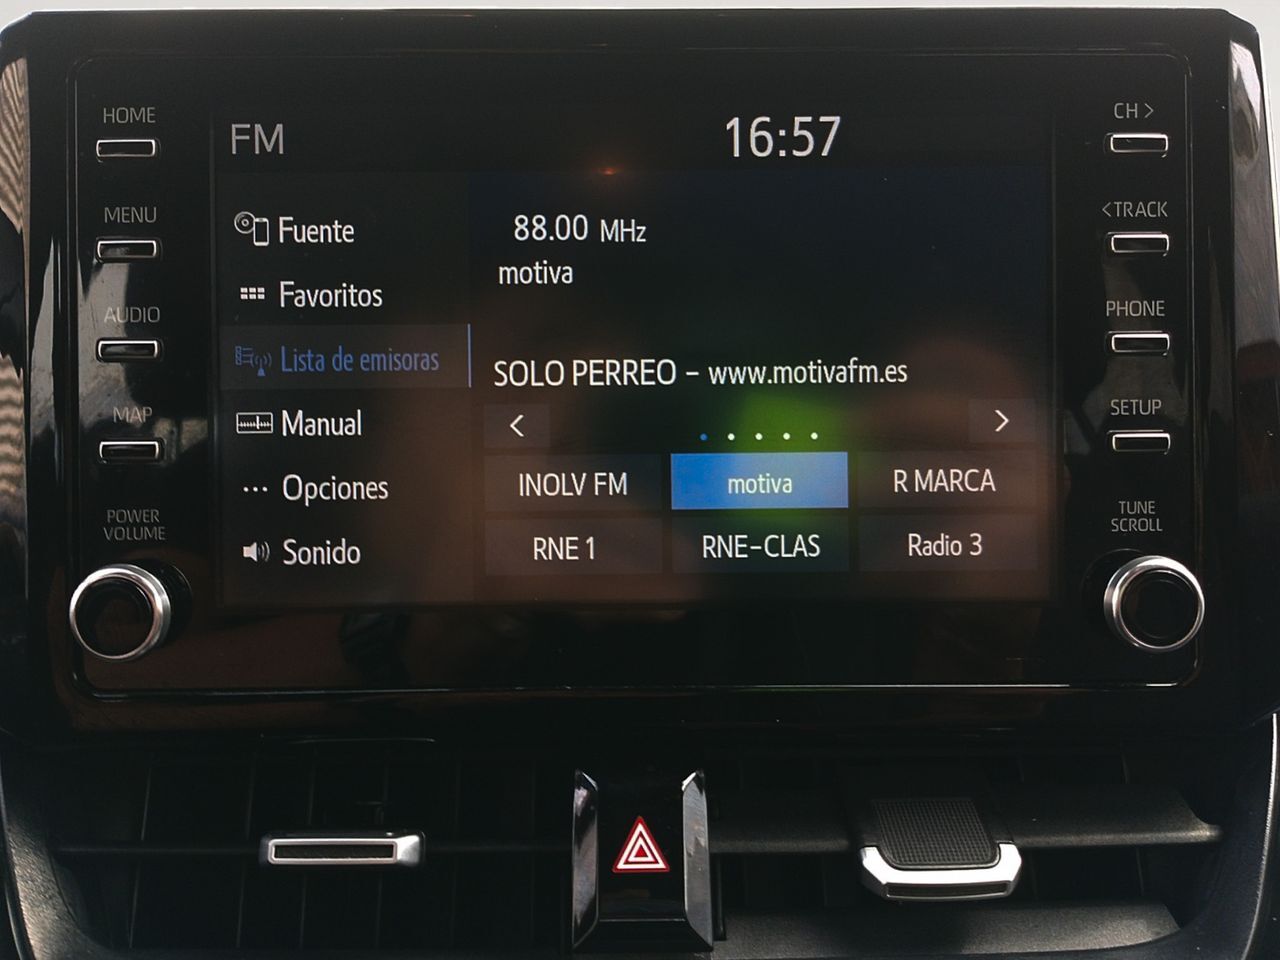 HOME
MENU
AUDIO
MAP
POWER
VOLUME
FM
16:57
Fuente
Favoritos
Lista de emisoras
Manual
Opciones
Sonido
88.00 MHz
motiva
SOLO PERREO - www.motivafm.es
<
>
INOLV FM
motiva
R MARCA
RNE 1
RNE-CLAS
Radio 3
CH >
<TRACK
PHONE
SETUP
TUNE
SCROLL